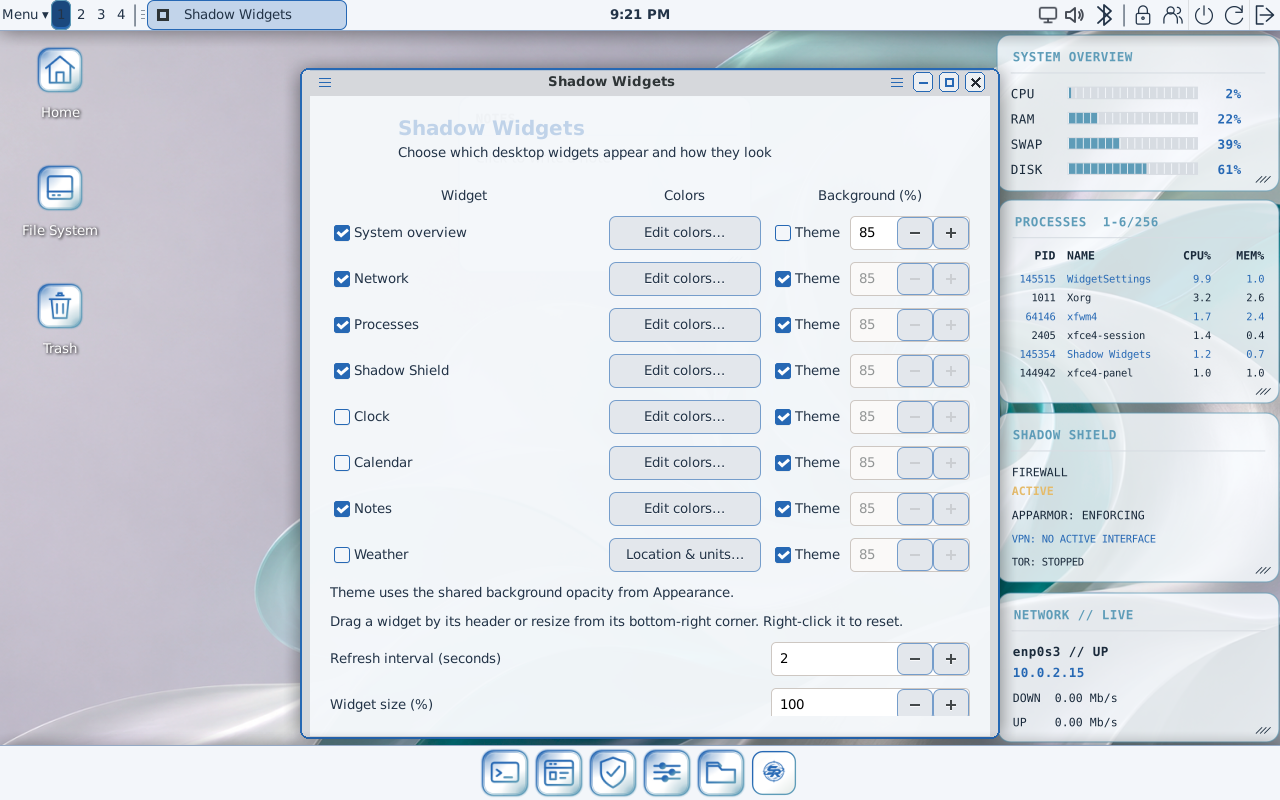 Menu ▾ 1 2 3 4 Shadow Widgets 9:21 PM
Home
File System
Trash
Shadow Widgets
Shadow Widgets
Choose which desktop widgets appear and how they look
Widget Colors Background (%)
System overview Edit colors... Theme 85
Network Edit colors... Theme 85
Processes Edit colors... Theme 85
Shadow Shield Edit colors... Theme 85
Clock Edit colors... Theme 85
Calendar Edit colors... Theme 85
Notes Edit colors... Theme 85
Weather Location & units... Theme 85
Theme uses the shared background opacity from Appearance.
Drag a widget by its header or resize from its bottom-right corner. Right-click it to reset.
Refresh interval (seconds) 2
Widget size (%) 100
SYSTEM OVERVIEW
CPU 2%
RAM 22%
SWAP 39%
DISK 61%
PROCESSES 1-6/256
PID NAME CPU% MEM%
145515 WidgetSettings 9.9 1.0
1011 Xorg 3.2 2.6
64146 xfwm4 1.7 2.4
2405 xfce4-session 1.4 0.4
145354 Shadow Widgets 1.2 0.7
144942 xfce4-panel 1.0 1.0
SHADOW SHIELD
FIREWALL
ACTIVE
APPARMOR: ENFORCING
VPN: NO ACTIVE INTERFACE
TOR: STOPPED
NETWORK // LIVE
enp0s3 // UP
10.0.2.15
DOWN 0.00 Mb/s
UP 0.00 Mb/s